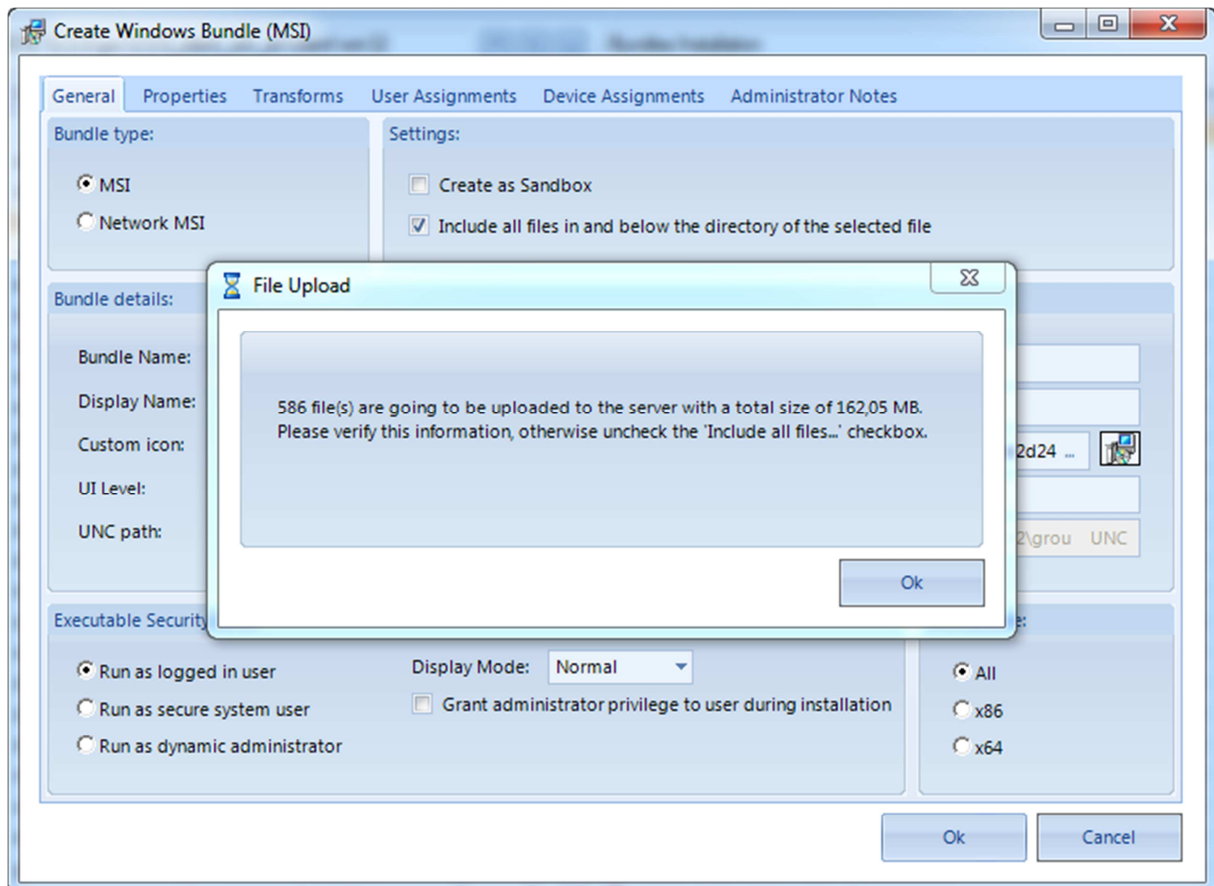 Create Windows Bundle (MSI)
General Properties Transforms User Assignments Device Assignments Administrator Notes
Bundle type:
Settings:
MSI
Network MSI
Create as Sandbox
Include all files in and below the directory of the selected file
File Upload
586 file(s) are going to be uploaded to the server with a total size of 162,05 MB.
Please verify this information, otherwise uncheck the 'Include all files...' checkbox.
Ok
Bundle details:
Bundle Name:
Display Name:
Custom icon:
2d24 ...
UI Level:
UNC path:
2\grou UNC
Executable Security
Run as logged in user
Run as secure system user
Run as dynamic administrator
Display Mode: Normal
Grant administrator privilege to user during installation
All
x86
x64
Ok Cancel